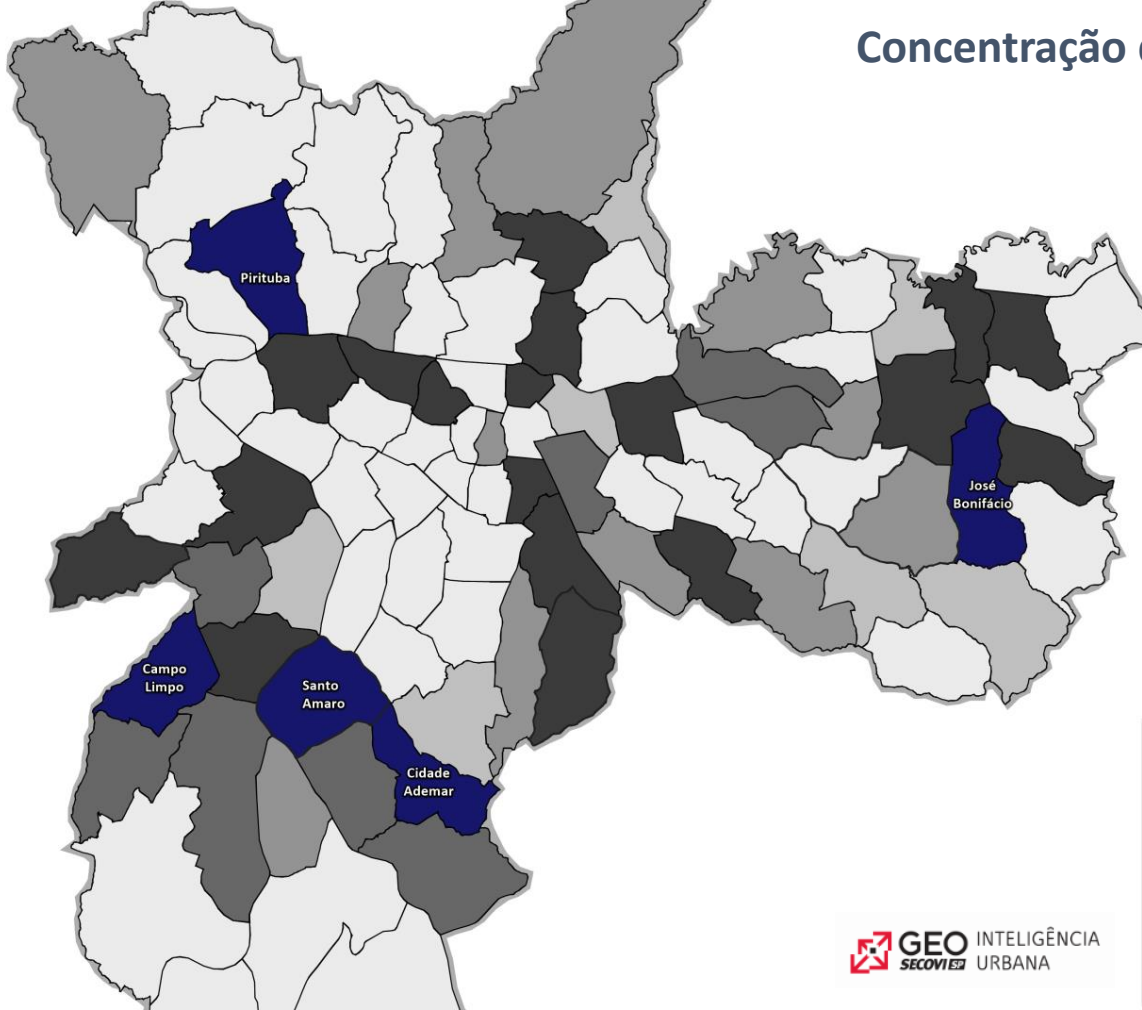 Concentração
Pirituba
José
Bonifácio
Campo
Limpo
Santo
Amaro
Cidade
Ademar
GEO INTELIGÊNCIA
SECOVI SP URBANA